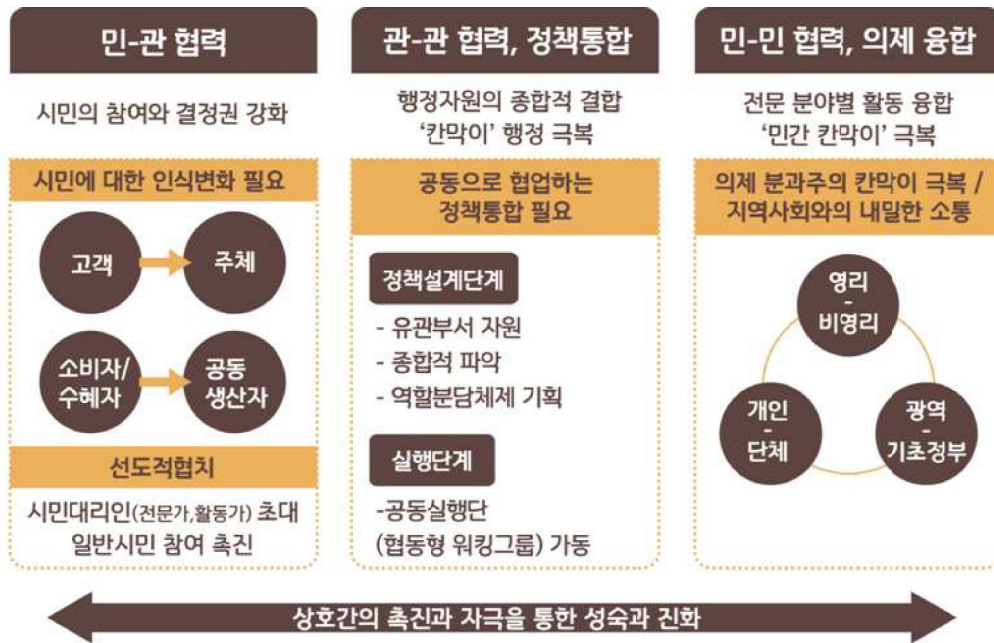 민-관 협력
시민의 참여와 결정권 강화
시민에 대한 인식변화 필요
고객
주체
소비자/
수혜자
공동
생산자
선도적협치
시민대리인(전문가,활동가) 초대
일반시민 참여 촉진
관-관 협력, 정책통합
행정자원의 종합적 결합
‘칸막이’ 행정 극복
공동으로 협업하는
정책통합 필요
정책설계단계
- 유관부서 자원
- 종합적 파악
- 역할분담체제 기획
실행단계
-공동실행단
(협동형 워킹그룹) 가동
민-민 협력, 의제 융합
전문 분야별 활동 융합
‘민간 칸막이’ 극복
의제 분과주의 칸막이 극복 /
지역사회와의 내밀한 소통
영리
-
비영리
개인
-
단체
광역
-
기초정부
상호간의 촉진과 자극을 통한 성숙과 진화